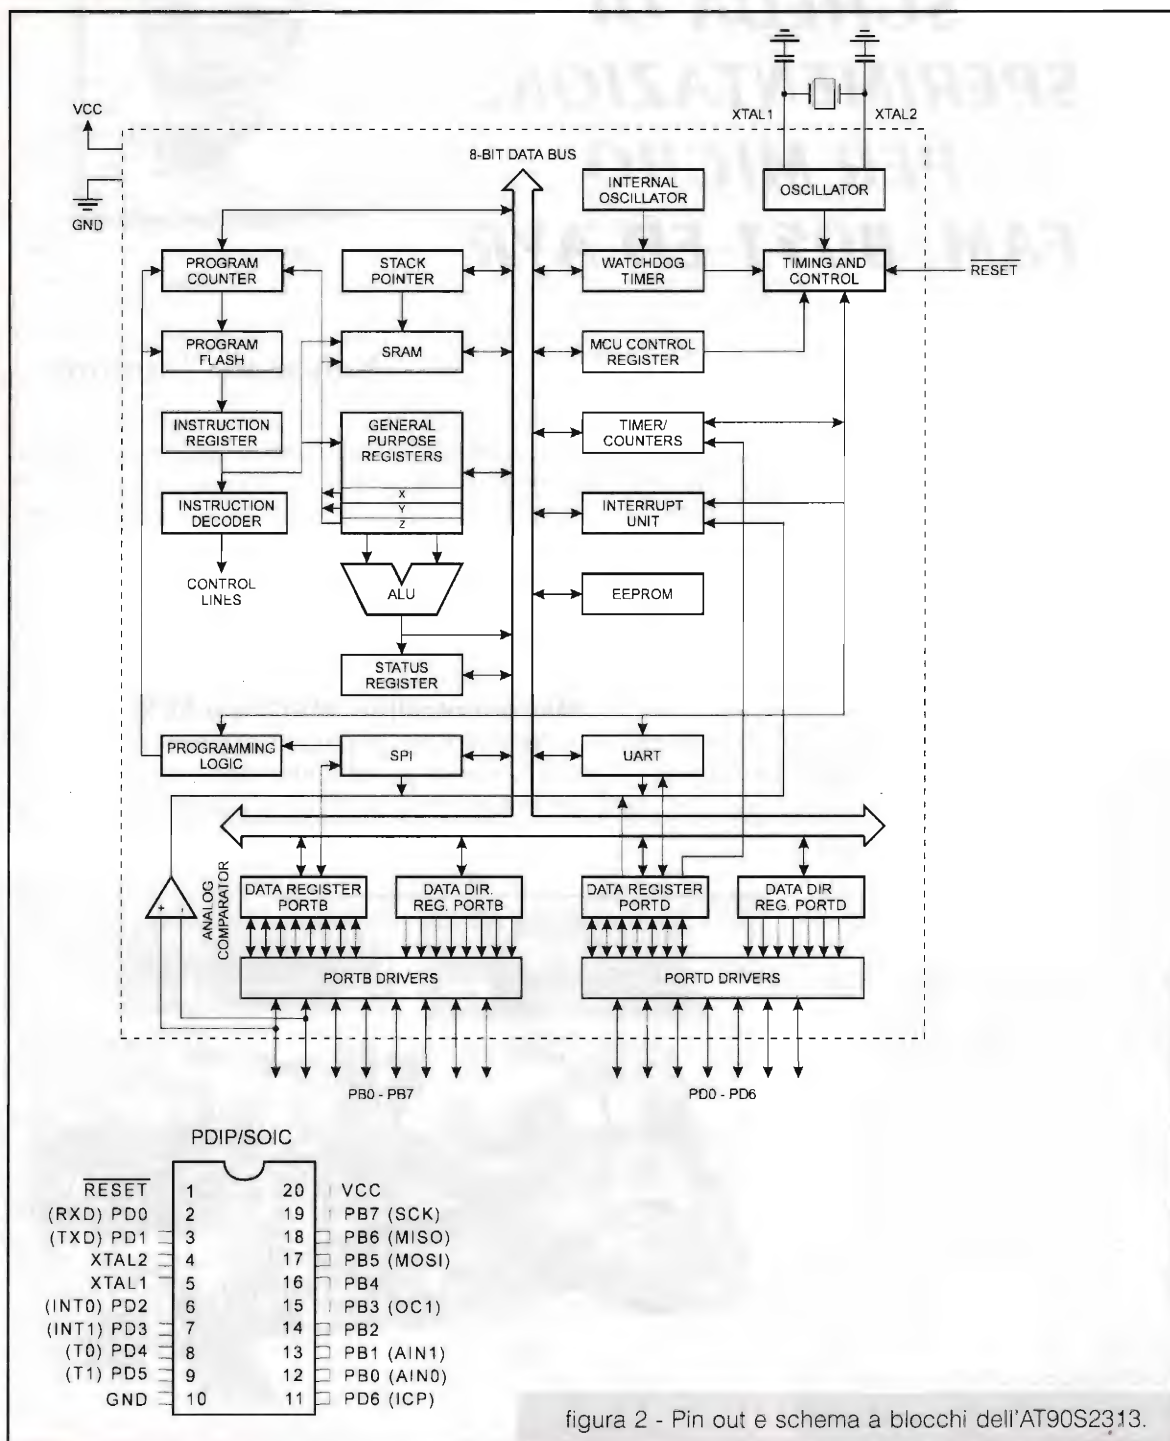 VCC
GND
XTAL1
XTAL2
8-BIT DATA BUS
INTERNAL
OSCILLATOR
OSCILLATOR
PROGRAM
COUNTER
STACK
POINTER
WATCHDOG
TIMER
TIMING AND
CONTROL
RESET
PROGRAM
FLASH
SRAM
MCU CONTROL
REGISTER
INSTRUCTION
REGISTER
GENERAL
PURPOSE
REGISTERS
X
Y
Z
TIMER/
COUNTERS
INSTRUCTION
DECODER
INTERRUPT
UNIT
CONTROL
LINES
ALU
EEPROM
STATUS
REGISTER
PROGRAMMING
LOGIC
SPI
UART
ANALOG
COMPARATOR
+ -
DATA REGISTER
PORTB
DATA DIR.
REG. PORTB
DATA REGISTER
PORTD
DATA DIR
REG. PORTD
PORTB DRIVERS
PORTD DRIVERS
PB0 - PB7
PD0 - PD6
PDIP/SOIC
RESET 1 20 VCC
(RXD) PD0 2 19 PB7 (SCK)
(TXD) PD1 3 18 PB6 (MISO)
XTAL2 4 17 PB5 (MOSI)
XTAL1 5 16 PB4
(INT0) PD2 6 15 PB3 (OC1)
(INT1) PD3 7 14 PB2
(T0) PD4 8 13 PB1 (AIN1)
(T1) PD5 9 12 PB0 (AIN0)
GND 10 11 PD6 (ICP)
figura 2 - Pin out e schema a blocchi dell'AT90S2313.